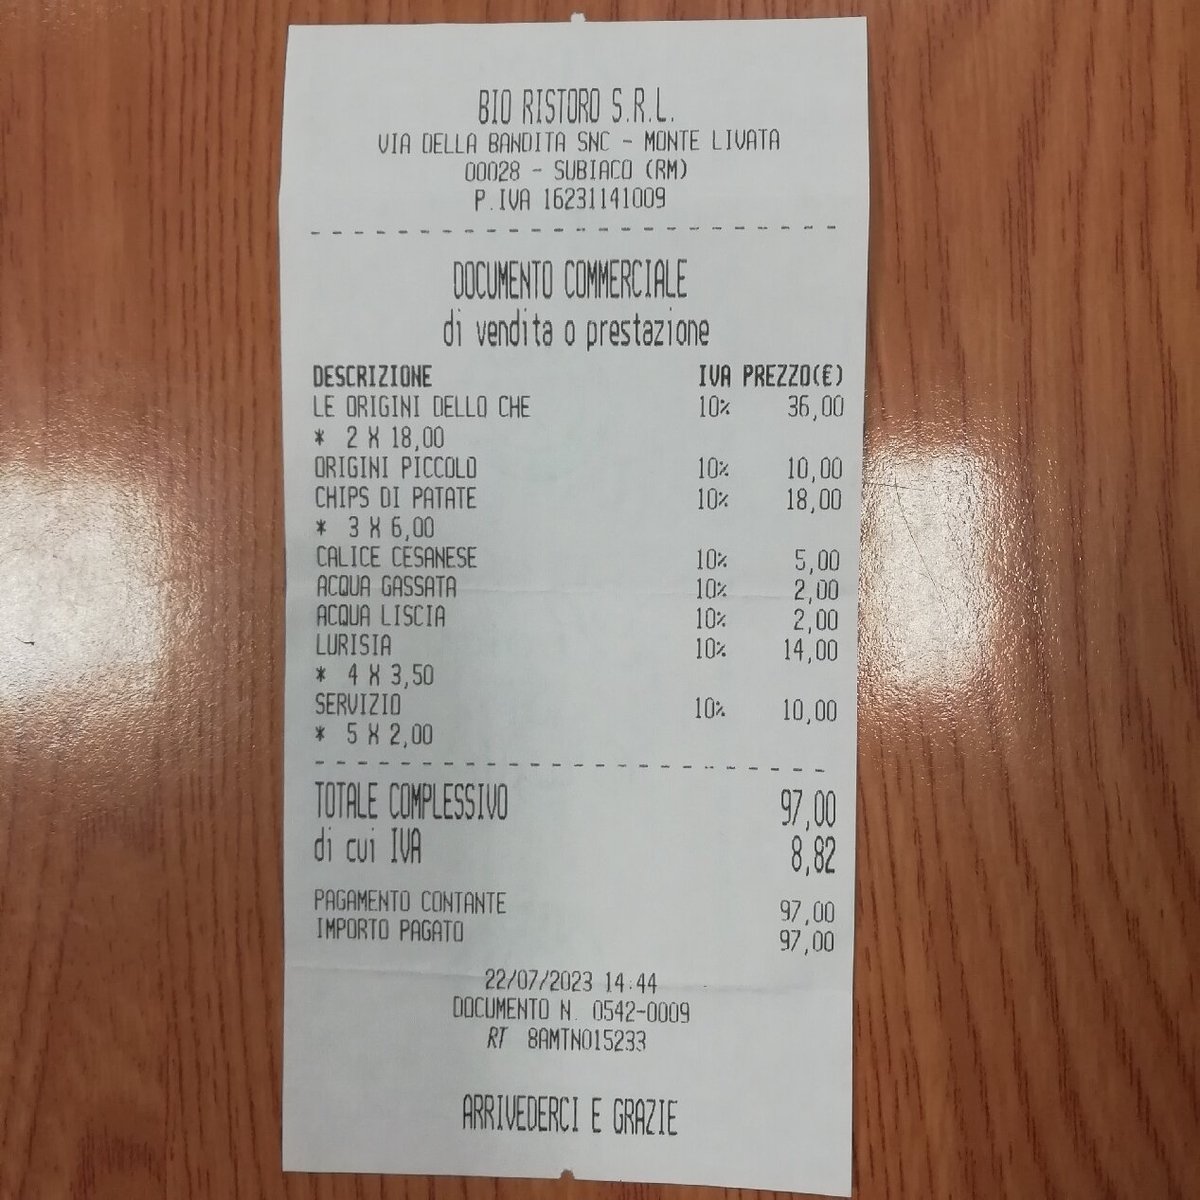 BIO RISTORO S.R.L.
VIA DELLA BANDITA SNC - MONTE LIVATA
00028 - SUBIACO (RM)
P.IVA 16231141009
DOCUMENTO COMMERCIALE
di vendita o prestazione
DESCRIZIONE IVA PREZZO(€)
LE ORIGINI DELLO CHE 10% 36,00
* 2 X 18,00
ORIGINI PICCOLO 10% 10,00
CHIPS DI PATATE 10% 18,00
* 3 X 6,00
CALICE CESANESE 10% 5,00
ACQUA GASSATA 10% 2,00
ACQUA LISCIA 10% 2,00
LURISIA 10% 14,00
* 4 X 3,50
SERVIZIO 10% 10,00
* 5 X 2,00
TOTALE COMPLESSIVO 97,00
di cui IVA 8,82
PAGAMENTO CONTANTE 97,00
IMPORTO PAGATO 97,00
22/07/2023 14:44
DOCUMENTO N. 0542-0009
RT 8AMTN015233
ARRIVEDERCI E GRAZIE